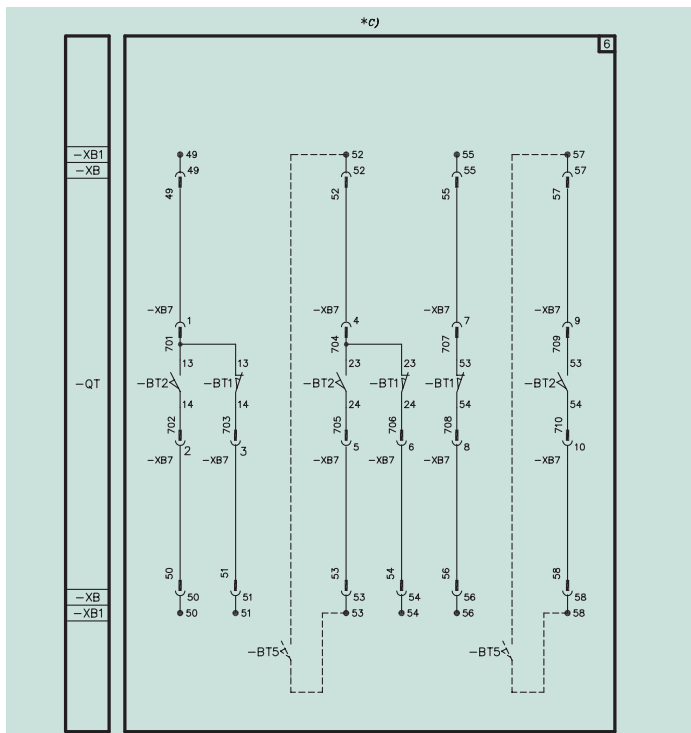 *c)
6
-XB1 49 52 55 57
-XB 49 52 55 57
49 52 55 57
-XB7 1 -XB7 4 -XB7 7 -XB7 9
701 704 707 709
13 13 23 23 53 53
-QT -BT2 -BT1 -BT2 -BT1 -BT1 -BT2
14 14 24 24 54 54
702 703 705 706 708 710
2 3 5 6 8 10
-XB7 -XB7 -XB7 -XB7 -XB7 -XB7
50 51 53 54 56 58
-XB 50 51 53 54 56 58
-XB1 50 51 53 54 56 58
-BT5 -BT5